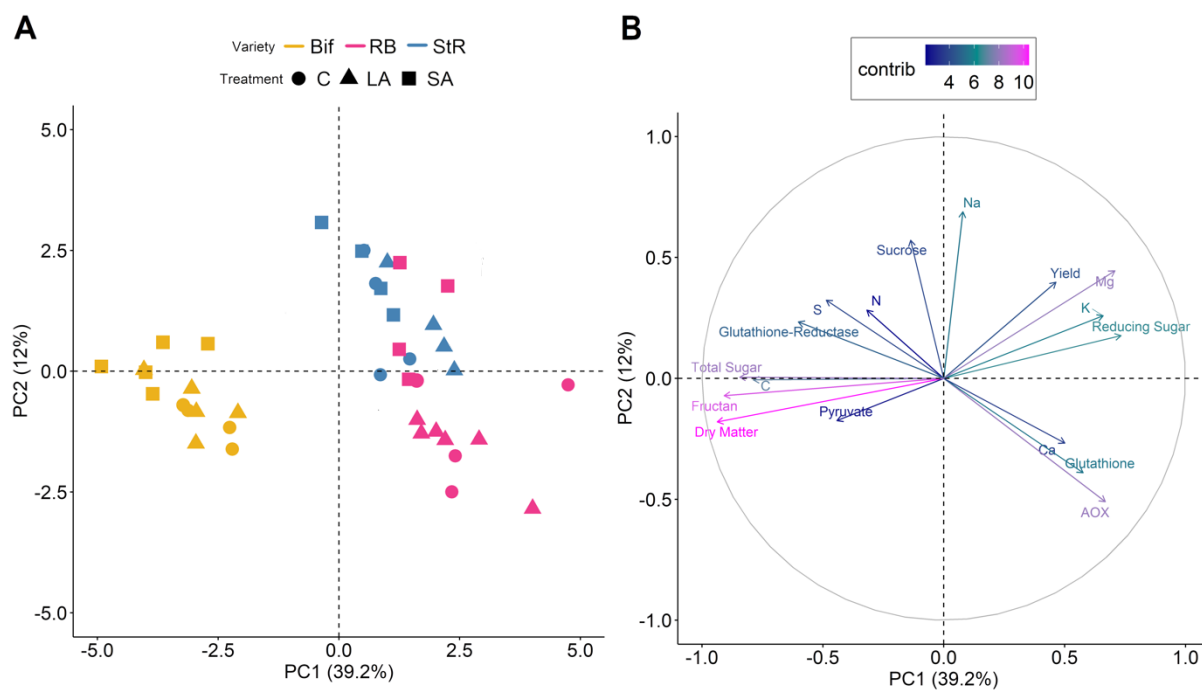 A
Variety Bif RB StR
Treatment C LA SA
5.0
2.5
0.0
-2.5
-5.0
PC2 (12%)
-5.0 -2.5 0.0 2.5 5.0
PC1 (39.2%)
B
contrib
4 6 8 10
1.0
0.5
0.0
-0.5
-1.0
PC2 (12%)
Na
Sucrose
Yield
Mg
S
N
K
Glutathione-Reductase
Reducing Sugar
Total Sugar
C
Fructan
Pyruvate
Dry Matter
Ca
Glutathione
AOX
-1.0 -0.5 0.0 0.5 1.0
PC1 (39.2%)